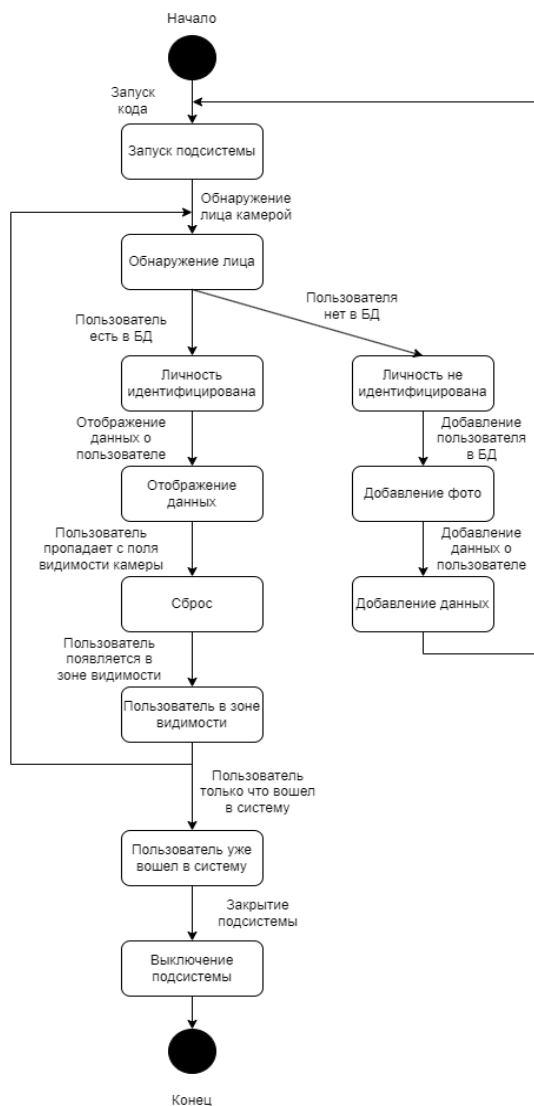 Начало
Запуск
кода
Запуск подсистемы
Обнаружение
лица камерой
Обнаружение лица
Пользователь
есть в БД
Пользователя
нет в БД
Личность
идентифицирована
Личность не
идентифицирована
Отображение
данных о
пользователе
Добавление
пользователя
в БД
Отображение
данных
Добавление фото
Пользователь
пропадает с поля
видимости камеры
Добавление
данных о
пользователе
Сброс
Добавление данных
Пользователь
появляется в
зоне видимости
Пользователь в зоне
видимости
Пользователь
только что вошел
в систему
Пользователь уже
вошел в систему
Закрытие
подсистемы
Выключение
подсистемы
Конец